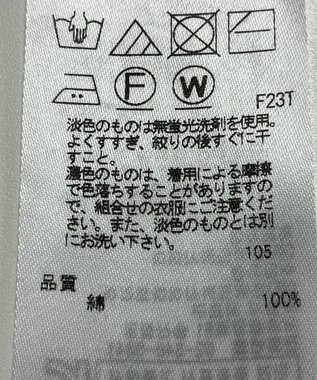 F W
F23T
淡色のものは無蛍光洗剤を使用。
よくすすぎ、絞りの後すぐに干
すこと。
濃色のものは、着用による摩擦
で色落ちすることがありますの
で、組合せの衣服にご注意くだ
さい。また、淡色のものとは別
にお洗い下さい。
105
品質
綿 100%